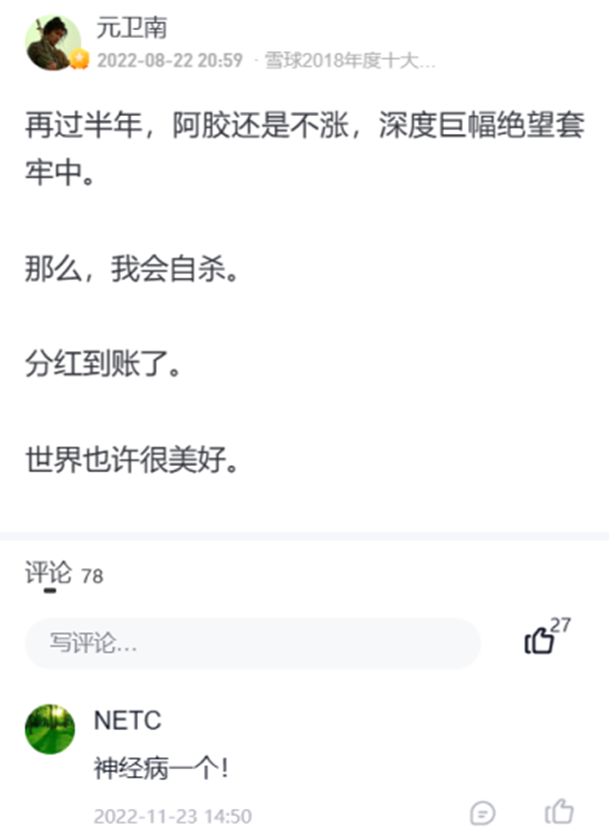 元卫南
2022-08-22 20:59 · 雪球2018年度十大...
再过半年，阿胶还是不涨，深度巨幅绝望套
牢中。
那么，我会自杀。
分红到账了。
世界也许很美好。
评论 78
写评论...
27
NETC
神经病一个！
2022-11-23 14:50